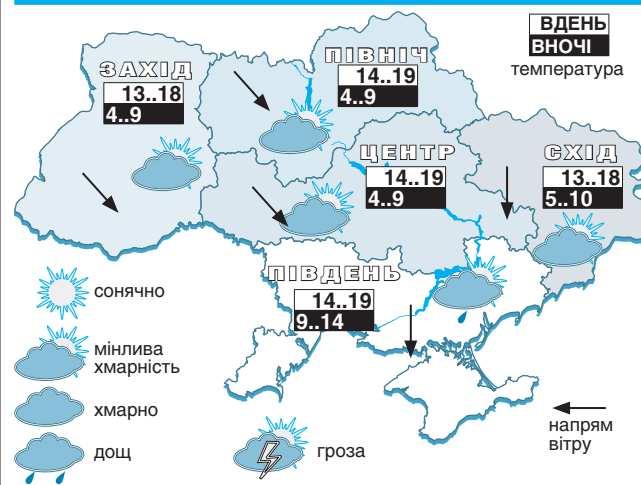 ВДЕНЬ
ВНОЧІ
температура
ЗАХІД
13..18
4..9
ПІВНІЧ
14..19
4..9
ЦЕНТР
14..19
4..9
СХІД
13..18
5..10
ПІВДЕНЬ
14..19
9..14
сонячно
мінлива
хмарність
хмарно
дощ
гроза
напрям
вітру